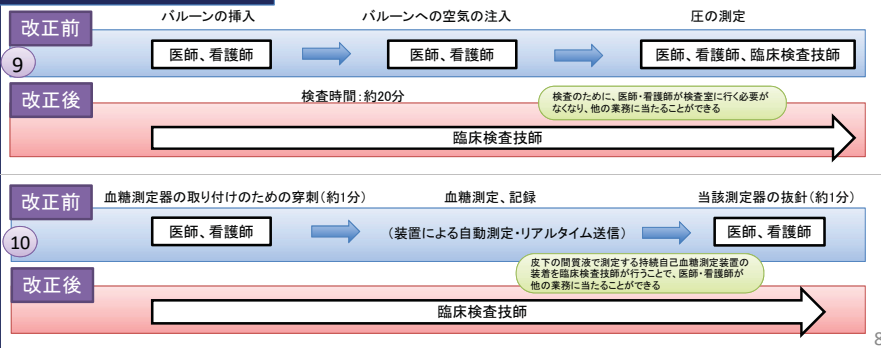 バルーンの挿入 バルーンへの空気の注入 圧の測定
改正前
9
医師、看護師 医師、看護師 医師、看護師、臨床検査技師
改正後
検査時間：約20分
検査のために、医師・看護師が検査室に行く必要が
なくなり、他の業務に当たることができる
臨床検査技師
改正前
血糖測定器の取り付けのための穿刺（約1分） 血糖測定、記録 当該測定器の抜針（約1分）
10
医師、看護師 （装置による自動測定・リアルタイム送信） 医師、看護師
皮下の間質液で測定する持続自己血糖測定装置の
装着を臨床検査技師が行うことで、医師・看護師が
他の業務に当たることができる
改正後
臨床検査技師
8